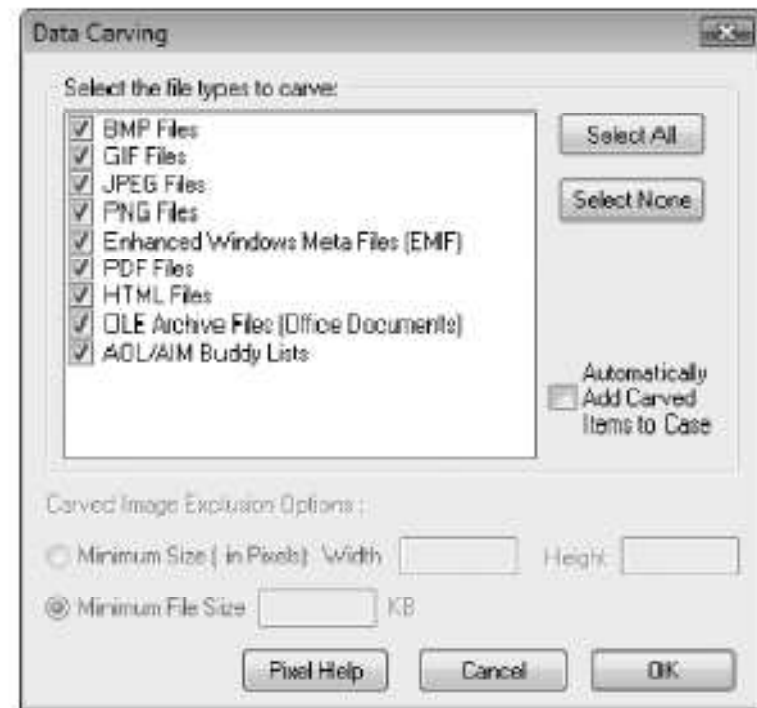 Data Carving
Select the file types to carve:
BMP Files
GIF Files
JPEG Files
PNG Files
Enhanced Windows Meta Files (EMIF)
PDF Files
HTML Files
OLE Archive Files (Office Documents)
AOL/AIM Buddy Lists
Select All
Select None
Automatically
Add Carved
Items to Case
Carved Image Exclusion Options :
Minimum Size ( in Pixels) Width Height
Minimum File Size KB
Pixel Help Cancel OK